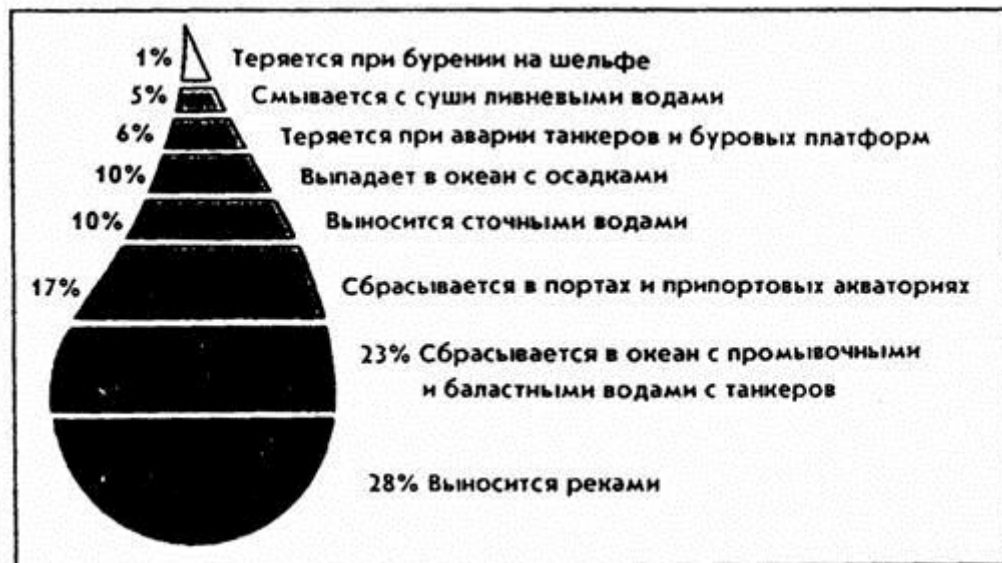 1% Теряется при бурении на шельфе
5% Смывается с суши ливневыми водами
6% Теряется при аварии танкеров и буровых платформ
10% Выпадает в океан с осадками
10% Выносится сточными водами
17% Сбрасывается в портах и припортовых акваториях
23% Сбрасывается в океан с промывочными
и баластными водами с танкеров
28% Выносится реками